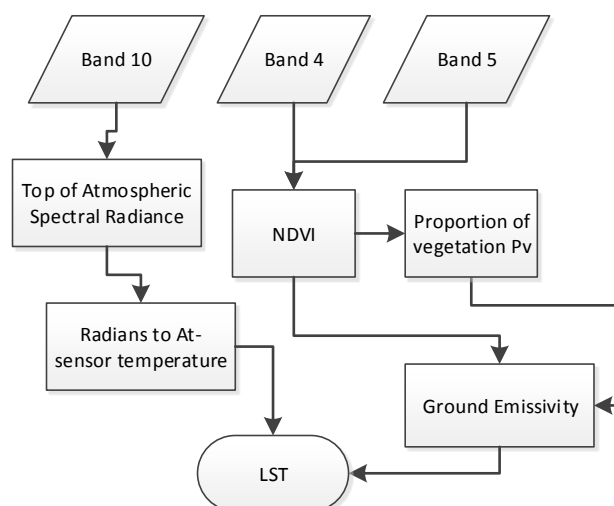 Band 10
Band 4
Band 5
Top of Atmospheric
Spectral Radiance
NDVI
Proportion of
vegetation Pv
Radians to At-
sensor temperature
Ground Emissivity
LST